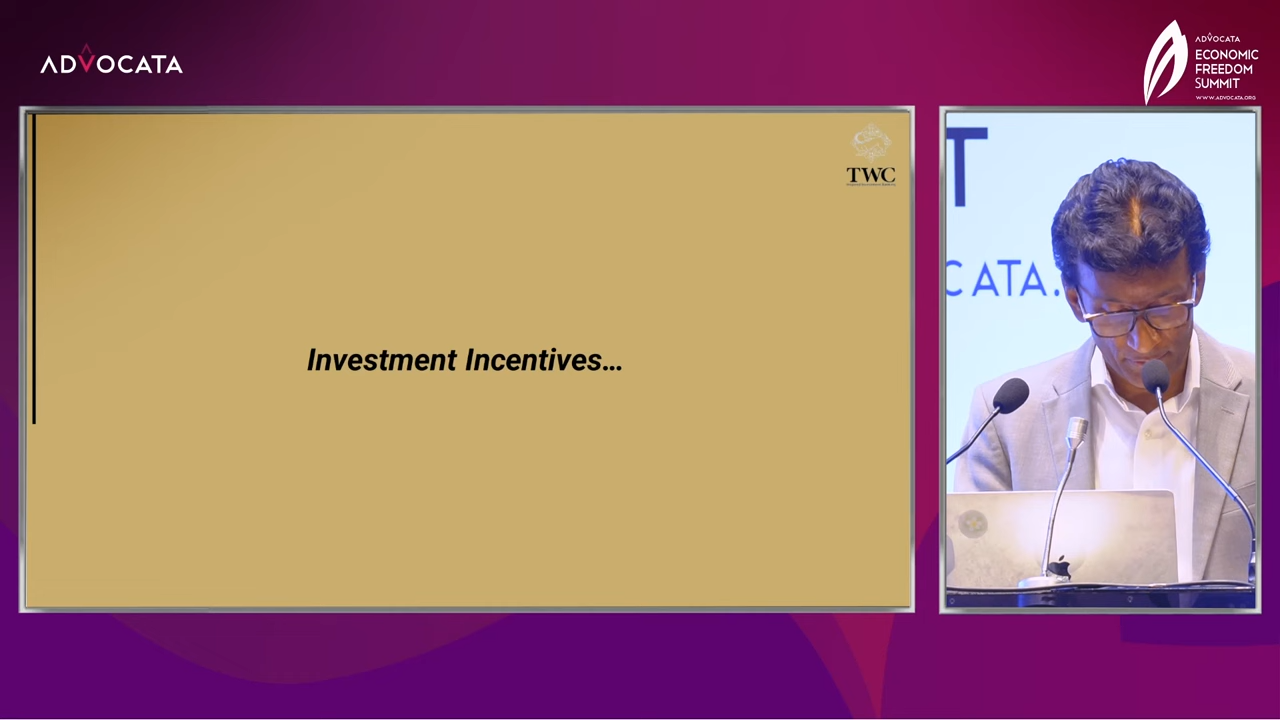 ADVOCATA
ADVOCATA
ECONOMIC
FREEDOM
SUMMIT
WWW.ADVOCATA.ORG
TWC
Investment Incentives...
T
CATA.